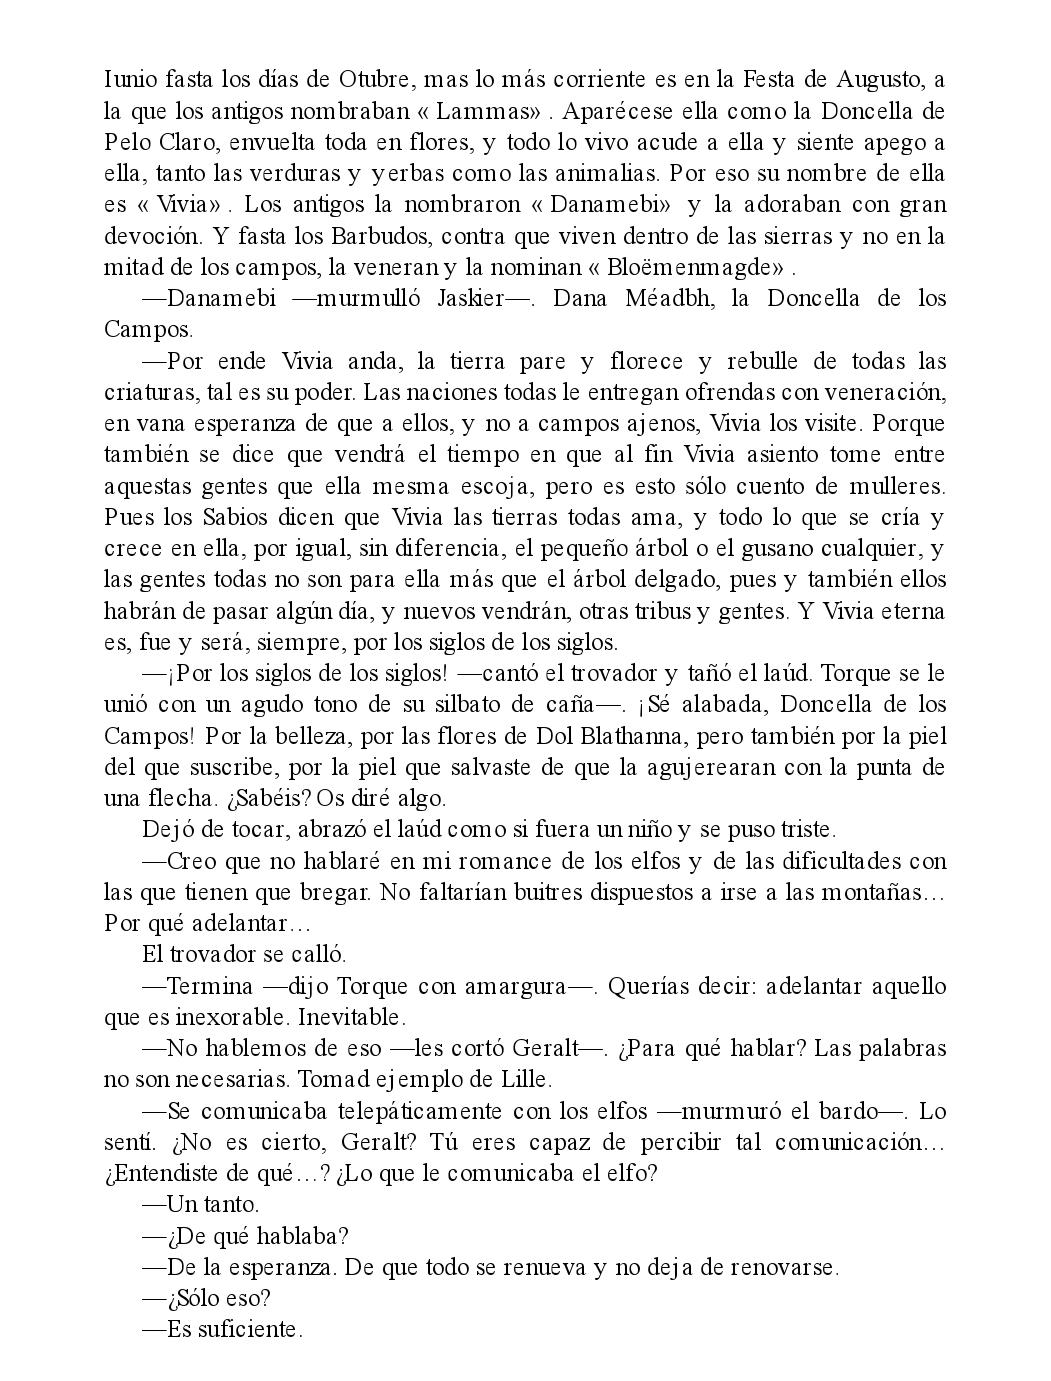 Iunio fasta los días de Otubre, mas lo más corriente es en la Festa de Augusto, a
la que los antigos nombraban « Lammas» . Aparécese ella como la Doncella de
Pelo Claro, envuelta toda en flores, y todo lo vivo acude a ella y siente apego a
ella, tanto las verduras y yerbas como las animalias. Por eso su nombre de ella
es « Vivia» . Los antigos la nombraron « Danamebi» y la adoraban con gran
devoción. Y fasta los Barbudos, contra que viven dentro de las sierras y no en la
mitad de los campos, la veneran y la nominan « Bloëmenmagde» .
—Danamebi —murmulló Jaskier—. Dana Méadbh, la Doncella de los
Campos.
—Por ende Vivia anda, la tierra pare y florece y rebulle de todas las
criaturas, tal es su poder. Las naciones todas le entregan ofrendas con veneración,
en vana esperanza de que a ellos, y no a campos ajenos, Vivia los visite. Porque
también se dice que vendrá el tiempo en que al fin Vivia asiento tome entre
aquestas gentes que ella mesma escoja, pero es esto sólo cuento de mulleres.
Pues los Sabios dicen que Vivia las tierras todas ama, y todo lo que se cría y
crece en ella, por igual, sin diferencia, el pequeño árbol o el gusano cualquier, y
las gentes todas no son para ella más que el árbol delgado, pues y también ellos
habrán de pasar algún día, y nuevos vendrán, otras tribus y gentes. Y Vivia eterna
es, fue y será, siempre, por los siglos de los siglos.
—¡Por los siglos de los siglos! —cantó el trovador y tañó el laúd. Torque se le
unió con un agudo tono de su silbato de caña—. ¡Sé alabada, Doncella de los
Campos! Por la belleza, por las flores de Dol Blathanna, pero también por la piel
del que suscribe, por la piel que salvaste de que la agujerearan con la punta de
una flecha. ¿Sabéis? Os diré algo.
Dejó de tocar, abrazó el laúd como si fuera un niño y se puso triste.
—Creo que no hablaré en mi romance de los elfos y de las dificultades con
las que tienen que bregar. No faltarían buitres dispuestos a irse a las montañas…
Por qué adelantar…
El trovador se calló.
—Termina —dijo Torque con amargura—. Querías decir: adelantar aquello
que es inexorable. Inevitable.
—No hablemos de eso —les cortó Geralt—. ¿Para qué hablar? Las palabras
no son necesarias. Tomad ejemplo de Lille.
—Se comunicaba telepáticamente con los elfos —murmuró el bardo—. Lo
sentí. ¿No es cierto, Geralt? Tú eres capaz de percibir tal comunicación…
¿Entendiste de qué…? ¿Lo que le comunicaba el elfo?
—Un tanto.
—¿De qué hablaba?
—De la esperanza. De que todo se renueva y no deja de renovarse.
—¿Sólo eso?
—Es suficiente.